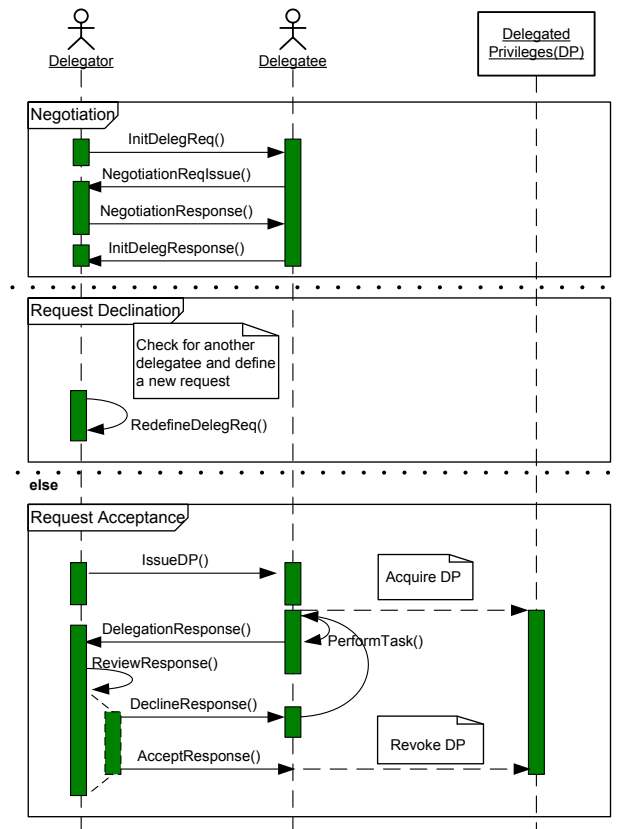 Delegator
Delegatee
Delegated
Privileges(DP)
Negotiation
InitDelegReq()
NegotiationReqIssue()
NegotiationResponse()
InitDelegResponse()
Request Declination
Check for another
delegatee and define
a new request
RedefineDelegReq()
else
Request Acceptance
IssueDP()
Acquire DP
DelegationResponse()
PerformTask()
ReviewResponse()
DeclineResponse()
Revoke DP
AcceptResponse()